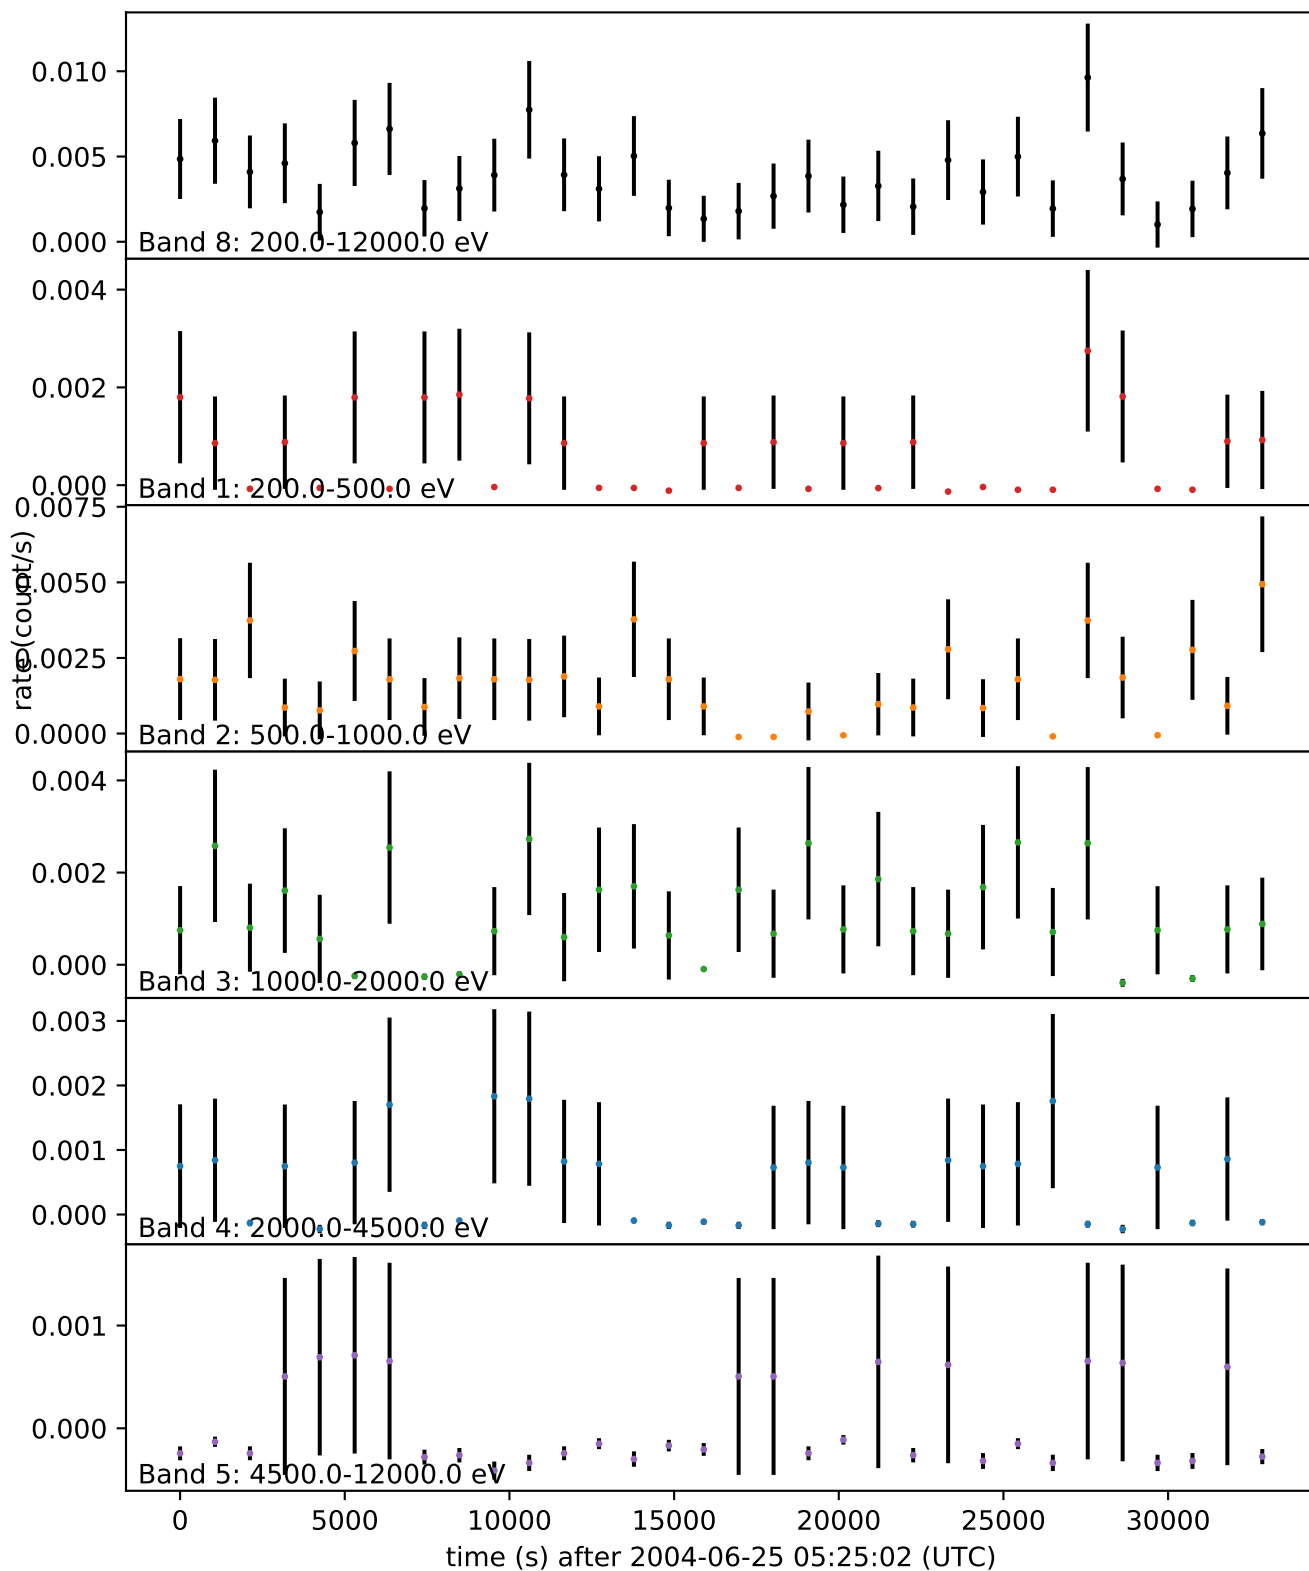 0.010
0.005
0.000
Band 8: 200.0-12000.0 eV
0.004
0.002
0.000
Band 1: 200.0-500.0 eV
rate (count/s)
0.0075
0.0050
0.0025
0.0000
Band 2: 500.0-1000.0 eV
0.004
0.002
0.000
Band 3: 1000.0-2000.0 eV
0.003
0.002
0.001
0.000
Band 4: 2000.0-4500.0 eV
0.001
0.000
Band 5: 4500.0-12000.0 eV
0 5000 10000 15000 20000 25000 30000
time (s) after 2004-06-25 05:25:02 (UTC)